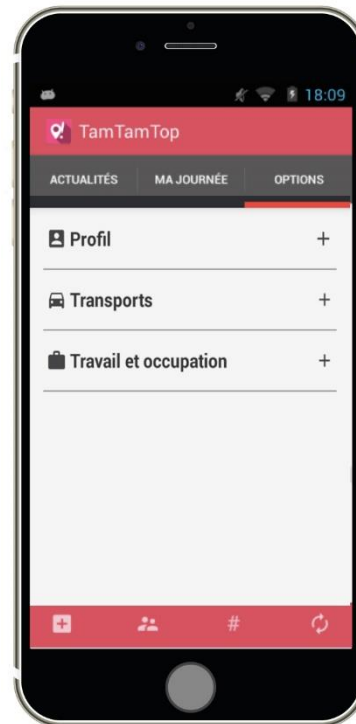 18:09
TamTamTop
ACTUALITÉS MA JOURNÉE OPTIONS
Profil +
Transports +
Travail et occupation +
#